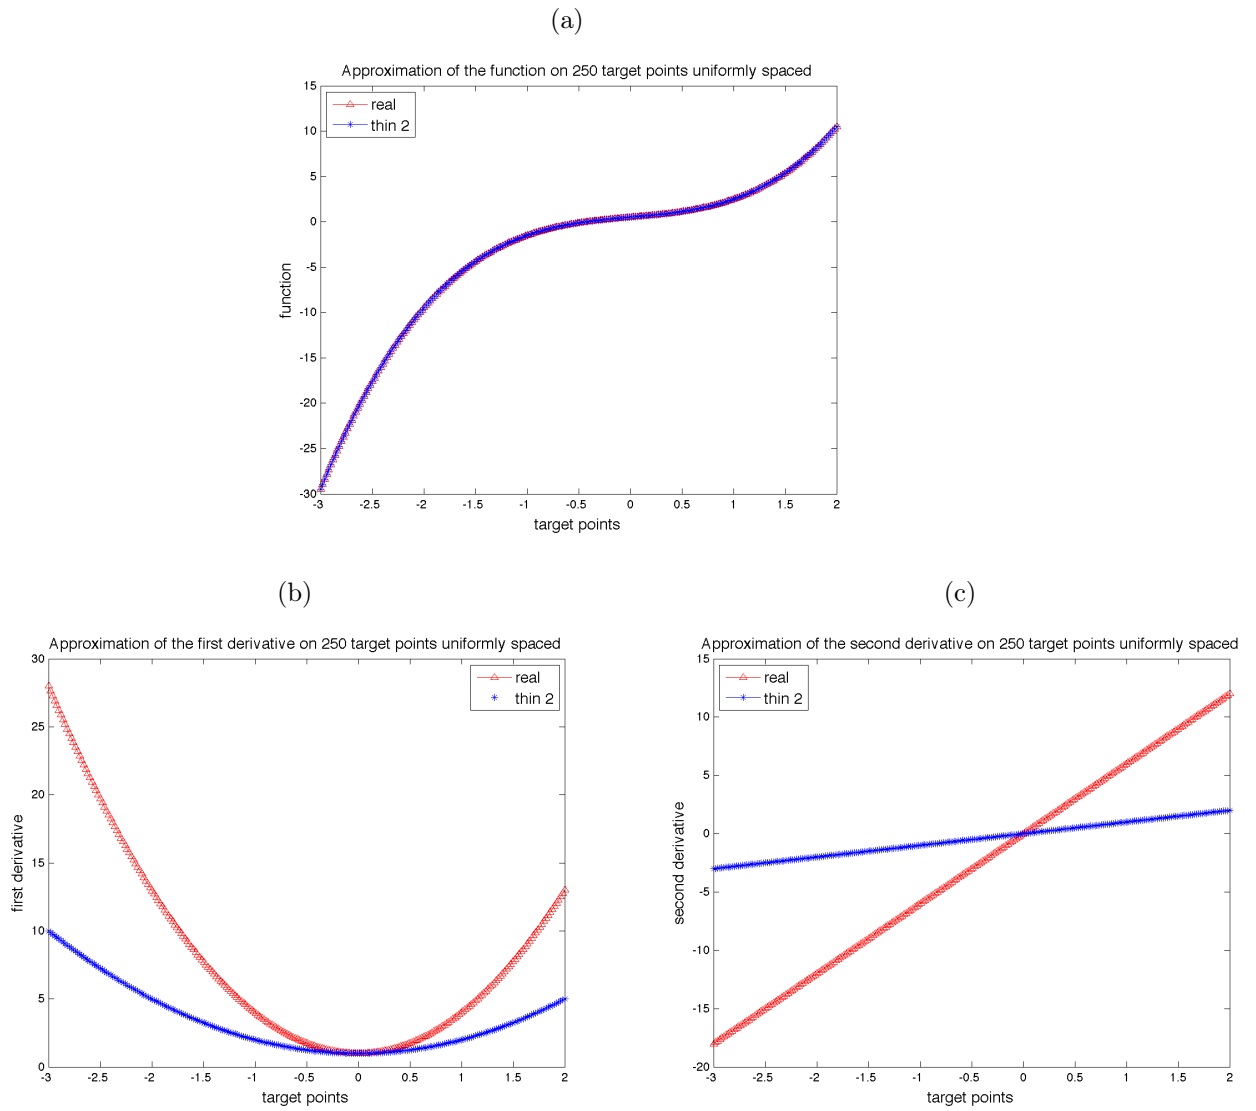 (a)
Approximation of the function on 250 target points uniformly spaced
15
real
thin 2
10
5
0
-5
function
-10
-15
-20
-25
-30
-3 -2.5 -2 -1.5 -1 -0.5 0 0.5 1 1.5 2
target points
(b)
Approximation of the first derivative on 250 target points uniformly spaced
30
real
thin 2
25
20
15
first derivative
10
5
0
-3 -2.5 -2 -1.5 -1 -0.5 0 0.5 1 1.5 2
target points
(c)
Approximation of the second derivative on 250 target points uniformly spaced
15
real
thin 2
10
5
0
second derivative
-5
-10
-15
-20
-3 -2.5 -2 -1.5 -1 -0.5 0 0.5 1 1.5 2
target points